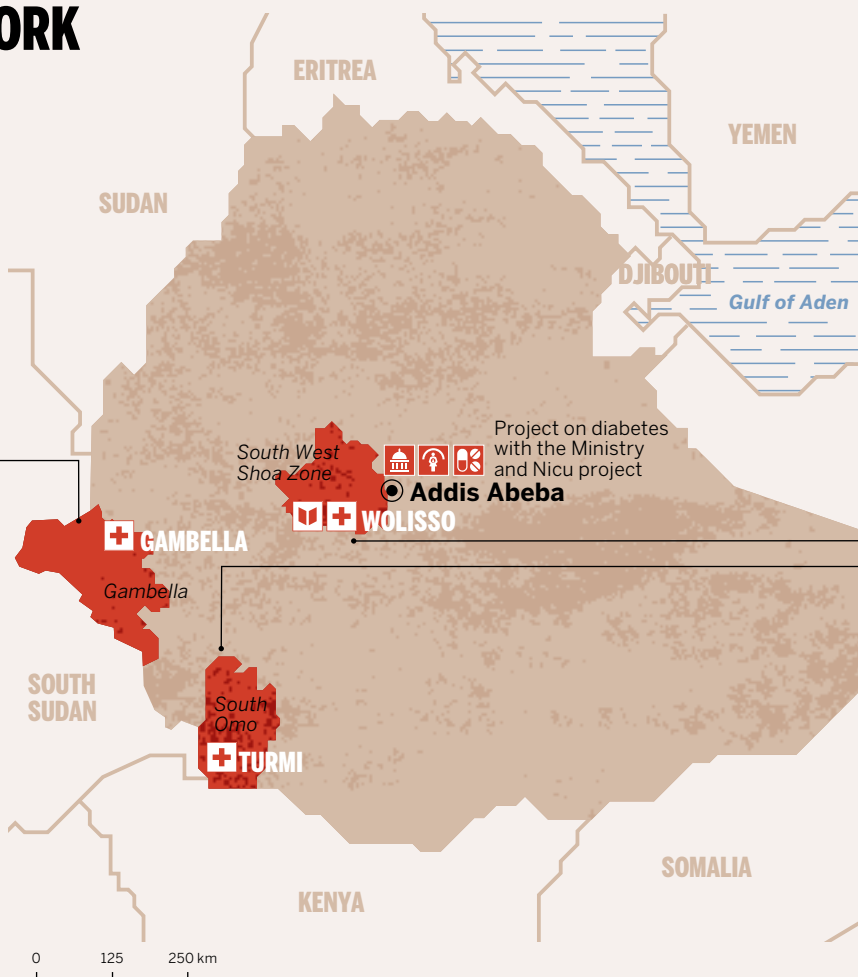 ORK
ERITREA
YEMEN
SUDAN
DJIBOUTI
Gulf of Aden
Project on diabetes
with the Ministry
and Nicu project
South West
Shoa Zone
Addis Abeba
WOLISSO
GAMBELLA
Gambella
SOUTH
SUDAN
South
Omo
TURMI
SOMALIA
KENYA
0 125 250 km